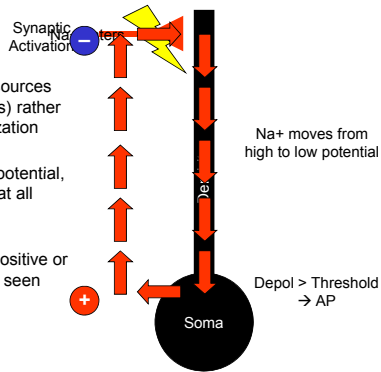 Synaptic
Activation
–
ources
s) rather
zation
Na+ moves from
high to low potential
potential,
at all
ositive or
seen
+
Depol > Threshold
→ AP
Soma